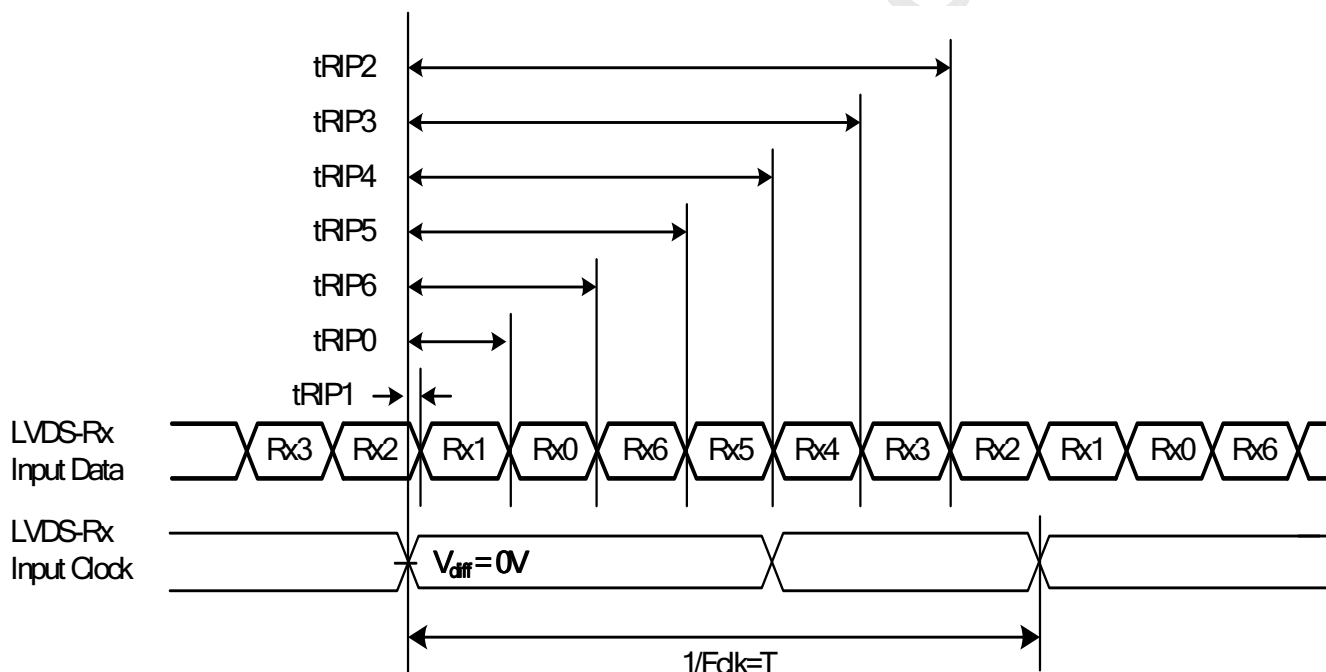 tRIP2
tRIP3
tRIP4
tRIP5
tRIP6
tRIP0
tRIP1
LVDS-Rx
Input Data
Rx3 Rx2 Rx1 Rx0 Rx6 Rx5 Rx4 Rx3 Rx2 Rx1 Rx0 Rx6
LVDS-Rx
Input Clock
Vdiff = 0V
1/Fclk=T